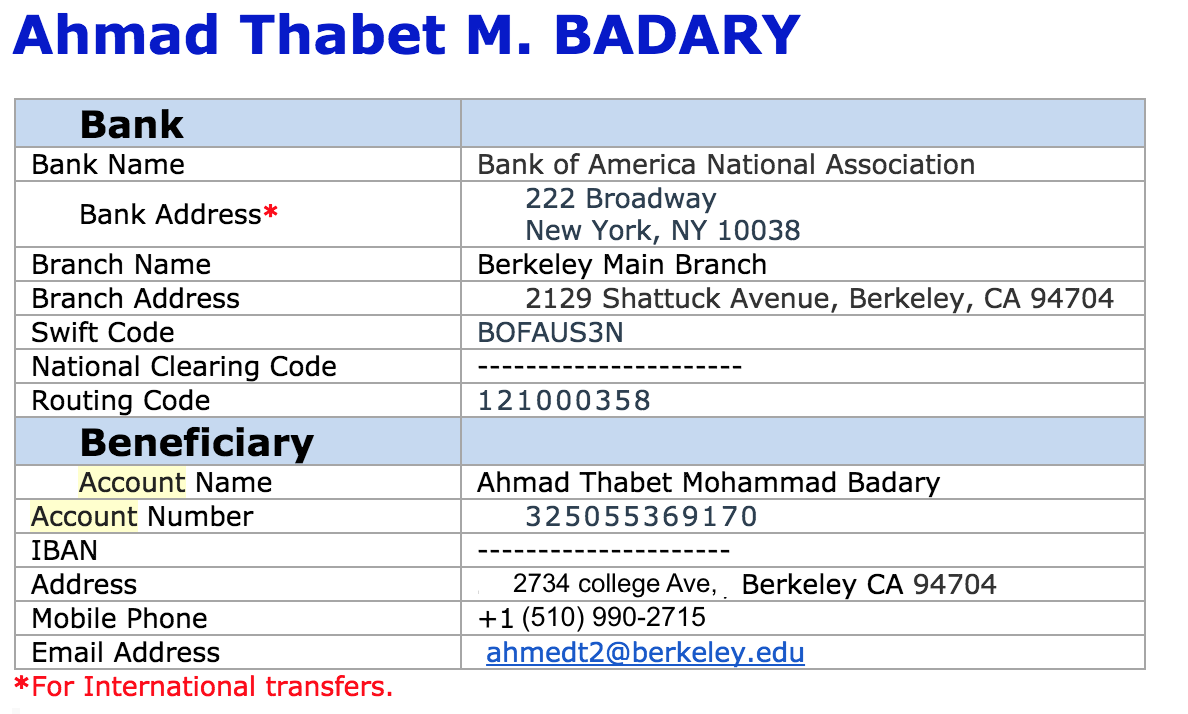 Ahmad Thabet M. BADARY
Bank
Bank Name Bank of America National Association
Bank Address* 222 Broadway
New York, NY 10038
Branch Name Berkeley Main Branch
Branch Address 2129 Shattuck Avenue, Berkeley, CA 94704
Swift Code BOFAUS3N
National Clearing Code ----------------------
Routing Code 121000358
Beneficiary
Account Name Ahmad Thabet Mohammad Badary
Account Number 325055369170
IBAN ---------------------
Address 2734 college Ave, . Berkeley CA 94704
Mobile Phone +1 (510) 990-2715
Email Address ahmedt2@berkeley.edu
*For International transfers.